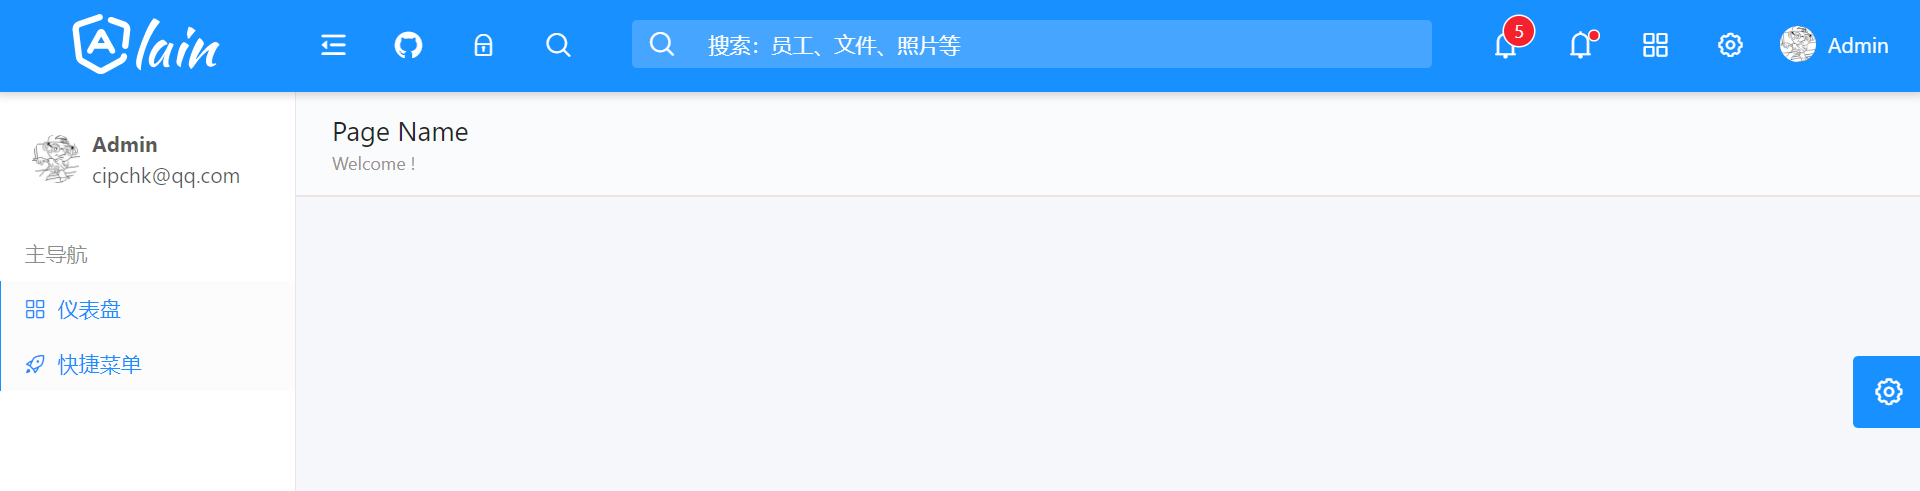 Alain
搜索：员工、文件、照片等
5
Admin
Admin
cipchk@qq.com
Page Name
Welcome !
主导航
仪表盘
快捷菜单